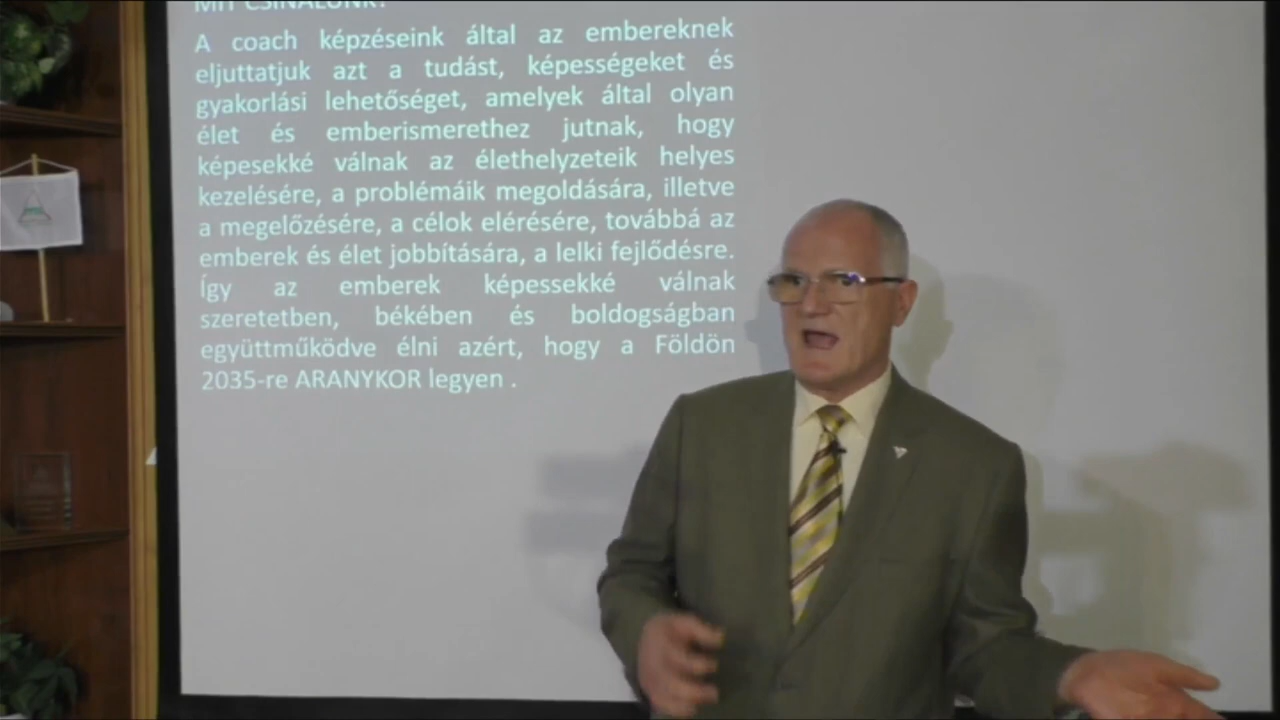 MIT CSINÁLUNK?
A coach képzéseink által az embereknek
eljuttatjuk azt a tudást, képességeket és
gyakorlási lehetőséget, amelyek által olyan
élet és emberismerethez jutnak, hogy
képesekké válnak az élethelyzeteik helyes
kezelésére, a problémáik megoldására, illetve
a megelőzésére, a célok elérésére, továbbá az
emberek és élet jobbítására, a lelki fejlődésre.
Így az emberek képessekké válnak
szeretetben, békében és boldogságban
együttműködve élni azért, hogy a Földön
2035-re ARANYKOR legyen .